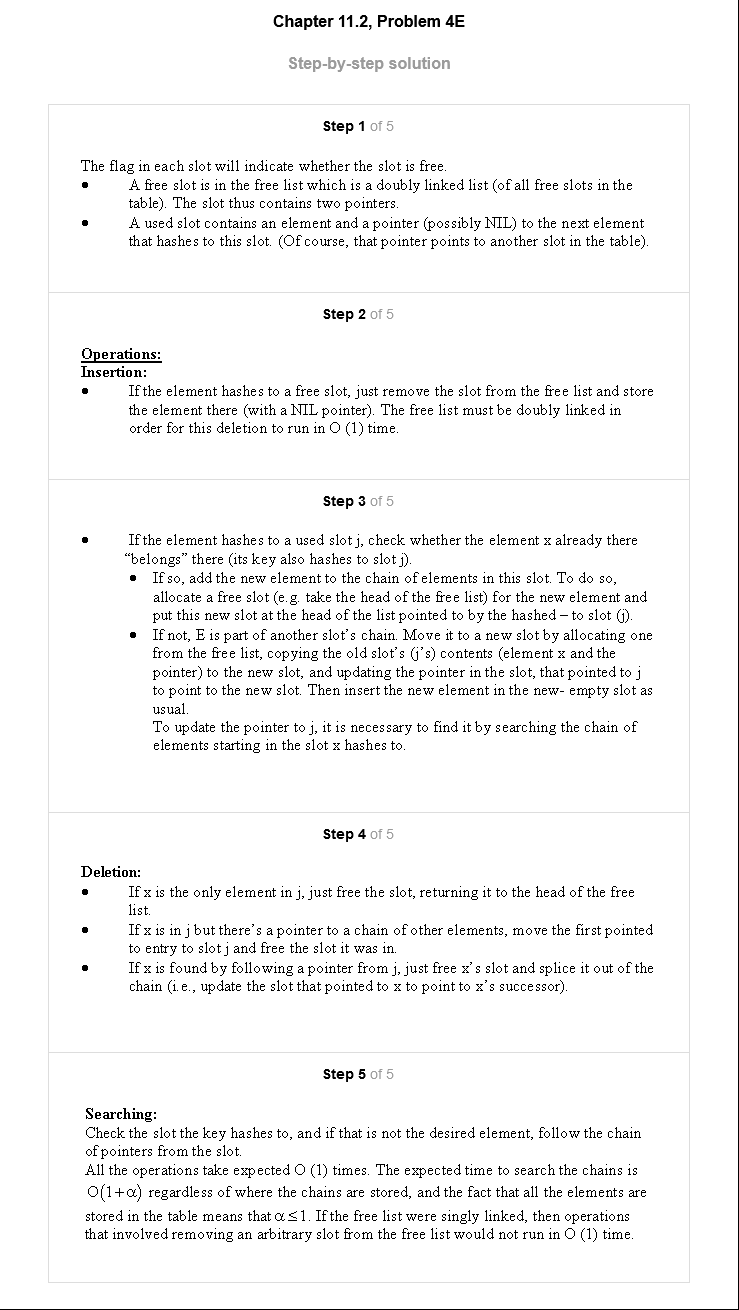 Chapter 11.2, Problem 4E
Step-by-step solution
Step 1 of 5
The flag in each slot will indicate whether the slot is free.
● A free slot is in the free list which is a doubly linked list (of all free slots in the
table). The slot thus contains two pointers.
● A used slot contains an element and a pointer (possibly NIL) to the next element
that hashes to this slot. (Of course, that pointer points to another slot in the table).
Step 2 of 5
Operations:
Insertion:
● If the element hashes to a free slot, just remove the slot from the free list and store
the element there (with a NIL pointer). The free list must be doubly linked in
order for this deletion to run in O (1) time.
Step 3 of 5
● If the element hashes to a used slot j, check whether the element x already there
“belongs” there (its key also hashes to slot j).
● If so, add the new element to the chain of elements in this slot. To do so,
allocate a free slot (e.g. take the head of the free list) for the new element and
put this new slot at the head of the list pointed to by the hashed – to slot (j).
● If not, E is part of another slot’s chain. Move it to a new slot by allocating one
from the free list, copying the old slot’s (j’s) contents (element x and the
pointer) to the new slot, and updating the pointer in the slot, that pointed to j
to point to the new slot. Then insert the new element in the new- empty slot as
usual.
To update the pointer to j, it is necessary to find it by searching the chain of
elements starting in the slot x hashes to.
Step 4 of 5
Deletion:
● If x is the only element in j, just free the slot, returning it to the head of the free
list.
● If x is in j but there’s a pointer to a chain of other elements, move the first pointed
to entry to slot j and free the slot it was in.
● If x is found by following a pointer from j, just free x’s slot and splice it out of the
chain (i.e., update the slot that pointed to x to point to x’s successor).
Step 5 of 5
Searching:
Check the slot the key hashes to, and if that is not the desired element, follow the chain
of pointers from the slot.
All the operations take expected O (1) times. The expected time to search the chains is
O(1+α) regardless of where the chains are stored, and the fact that all the elements are
stored in the table means that α ≤ 1. If the free list were singly linked, then operations
that involved removing an arbitrary slot from the free list would not run in O (1) time.